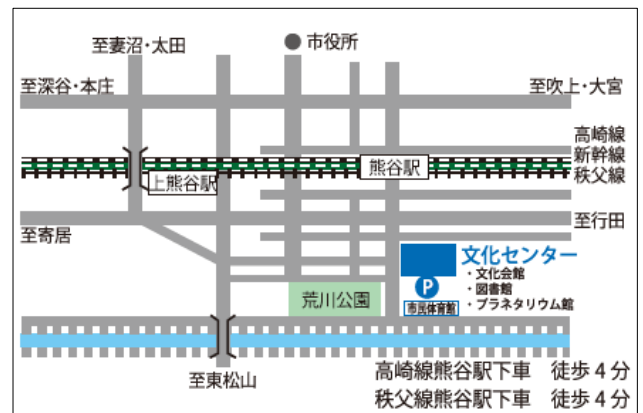 至妻沼・太田
市役所
至深谷・本庄
至吹上・大宮
高崎線
新幹線
秩父線
熊谷駅
上熊谷駅
至行田
至寄居
文化センター
・文化会館
・図書館
・プラネタリウム館
P
市民体育館
荒川公園
至東松山
高崎線熊谷駅下車　徒歩4分
秩父線熊谷駅下車　徒歩4分